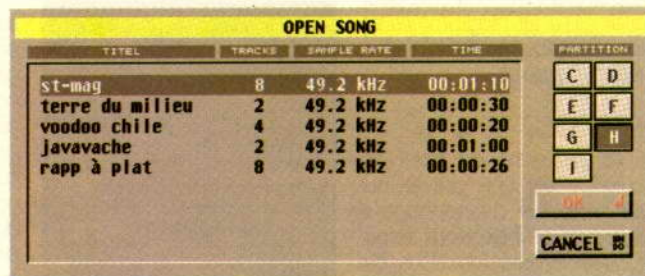 OPEN SONG
TITEL TRACKS SAMPLE RATE TIME PARTITION
st-mag 8 49.2 kHz 00:01:10
terre du milieu 2 49.2 kHz 00:00:30
voodoo chile 4 49.2 kHz 00:00:20
javavache 2 49.2 kHz 00:01:00
rapp à plat 8 49.2 kHz 00:00:26
C D
E F
G H
I
OK
CANCEL